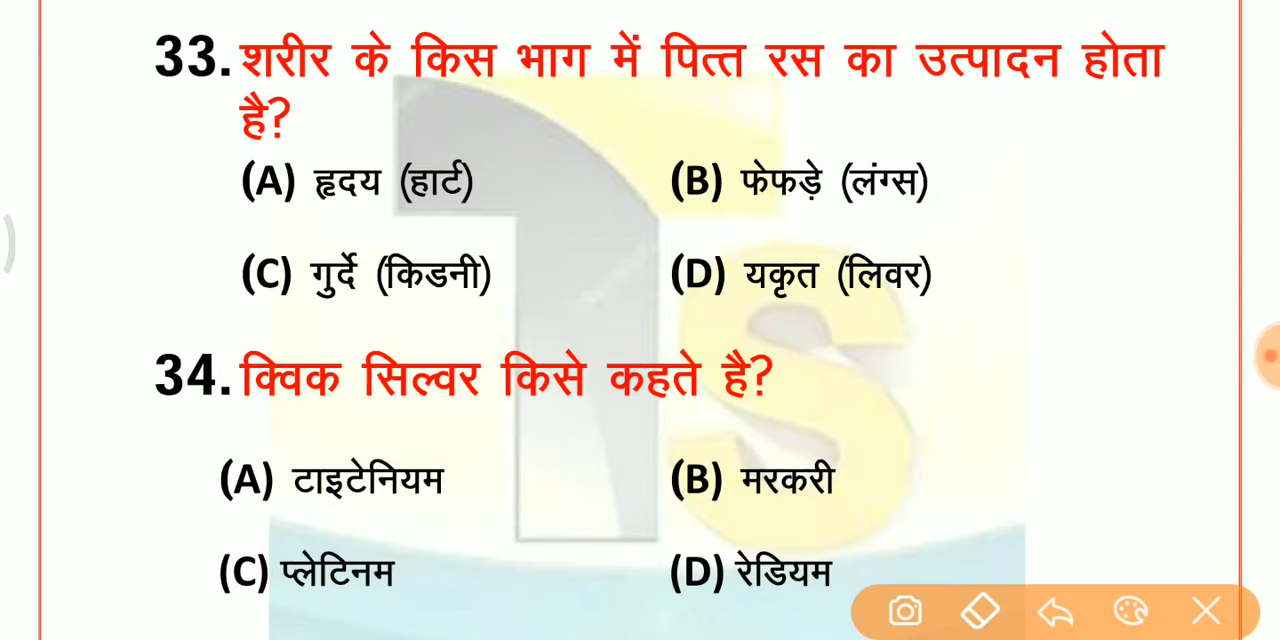 33. शरीर के किस भाग में पित्त रस का उत्पादन होता
है?
(A) हृदय (हार्ट) (B) फेफड़े (लंग्स)
(C) गुर्दे (किडनी) (D) यकृत (लिवर)
34. क्विक सिल्वर किसे कहते है?
(A) टाइटेनियम (B) मरकरी
(C) प्लेटिनम (D) रेडियम